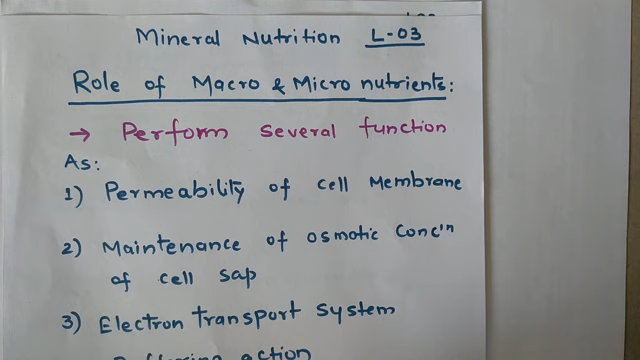 Mineral Nutrition L-03
Role of Macro & Micro nutrients:
→ Perform several function
As:
1) Permeability of cell Membrane
2) Maintenance of osmotic Conc'n
of cell sap
3) Electron transport system
action